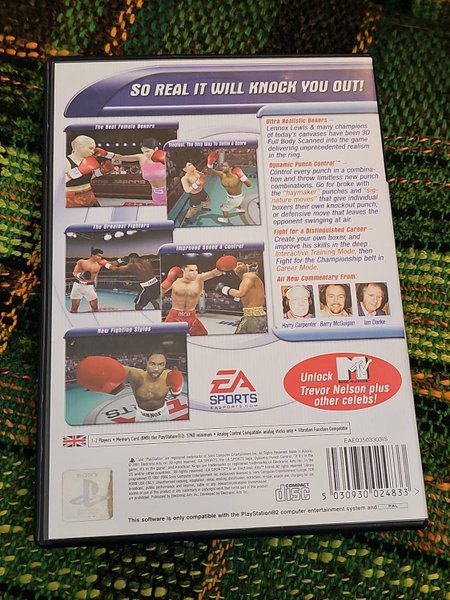 SO REAL IT WILL KNOCK YOU OUT!
The Best Female Boxers
The Greatest Fighters
Improved Speed & Control
New Fighting Styles
Ultra Realistic Boxers –
Lennox Lewis & many champions
of today's canvases have been 3D
Full Body Scanned into the game
delivering unprecedented realism
in the ring.
Dynamic Punch Control™ –
Control every punch in a combina-
tion and throw limitless new punch
combinations. Go for broke with
the "haymaker" punches and "sig-
nature moves" that give individual
boxers their own knockout punch,
or defensive move that leaves the
opponent swinging at air.
Fight for a Distinguished Career –
Create your own boxer, and
improve his skills in the deep
Interactive Training Mode, then
Fight for the Championship belt in
Career Mode.
All New Commentary From:
Harry Carpenter
Barry McGuigan
Ian Darke
EA
SPORTS
EASPORTS.COM
Unlock MTV
Trevor Nelson plus
other celebs!
1-2 Players • Memory Card (8MB) (for PlayStation®2) • Analog Control Compatible: analog sticks only • Vibration Function Compatible
EAE03503303IS
SONY
PlayStation
COMPACT
disc
5 030930 024833 >
This software is only compatible with the PlayStation®2 computer entertainment system and
PAL